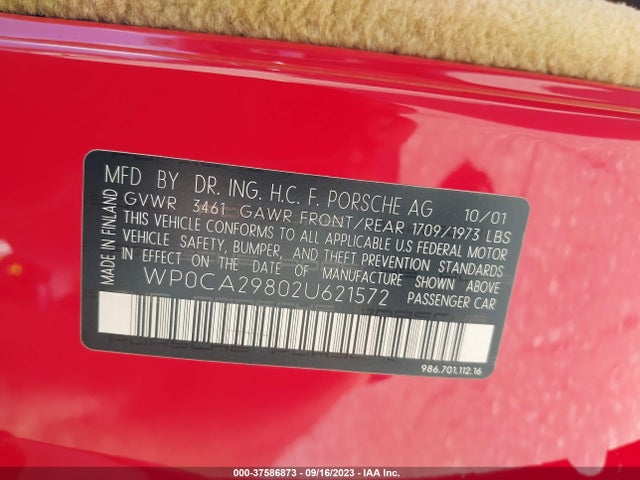 MADE IN FINLAND
MFD BY DR. ING. H.C. F. PORSCHE AG 10/01
GVWR 3461 GAWR FRONT/REAR 1709/1973 LBS
THIS VEHICLE CONFORMS TO ALL APPLICABLE U.S FEDERAL MOTOR
VEHICLE SAFETY, BUMPER, AND THEFT PREVENTION STANDARDS
IN EFFECT ON THE DATE OF MANUFACTURE SHOWN ABOVE
WP0CA29802U621572 PASSENGER CAR
986.701.112.16
000-37586873 - 09/16/2023 - IAA Inc.